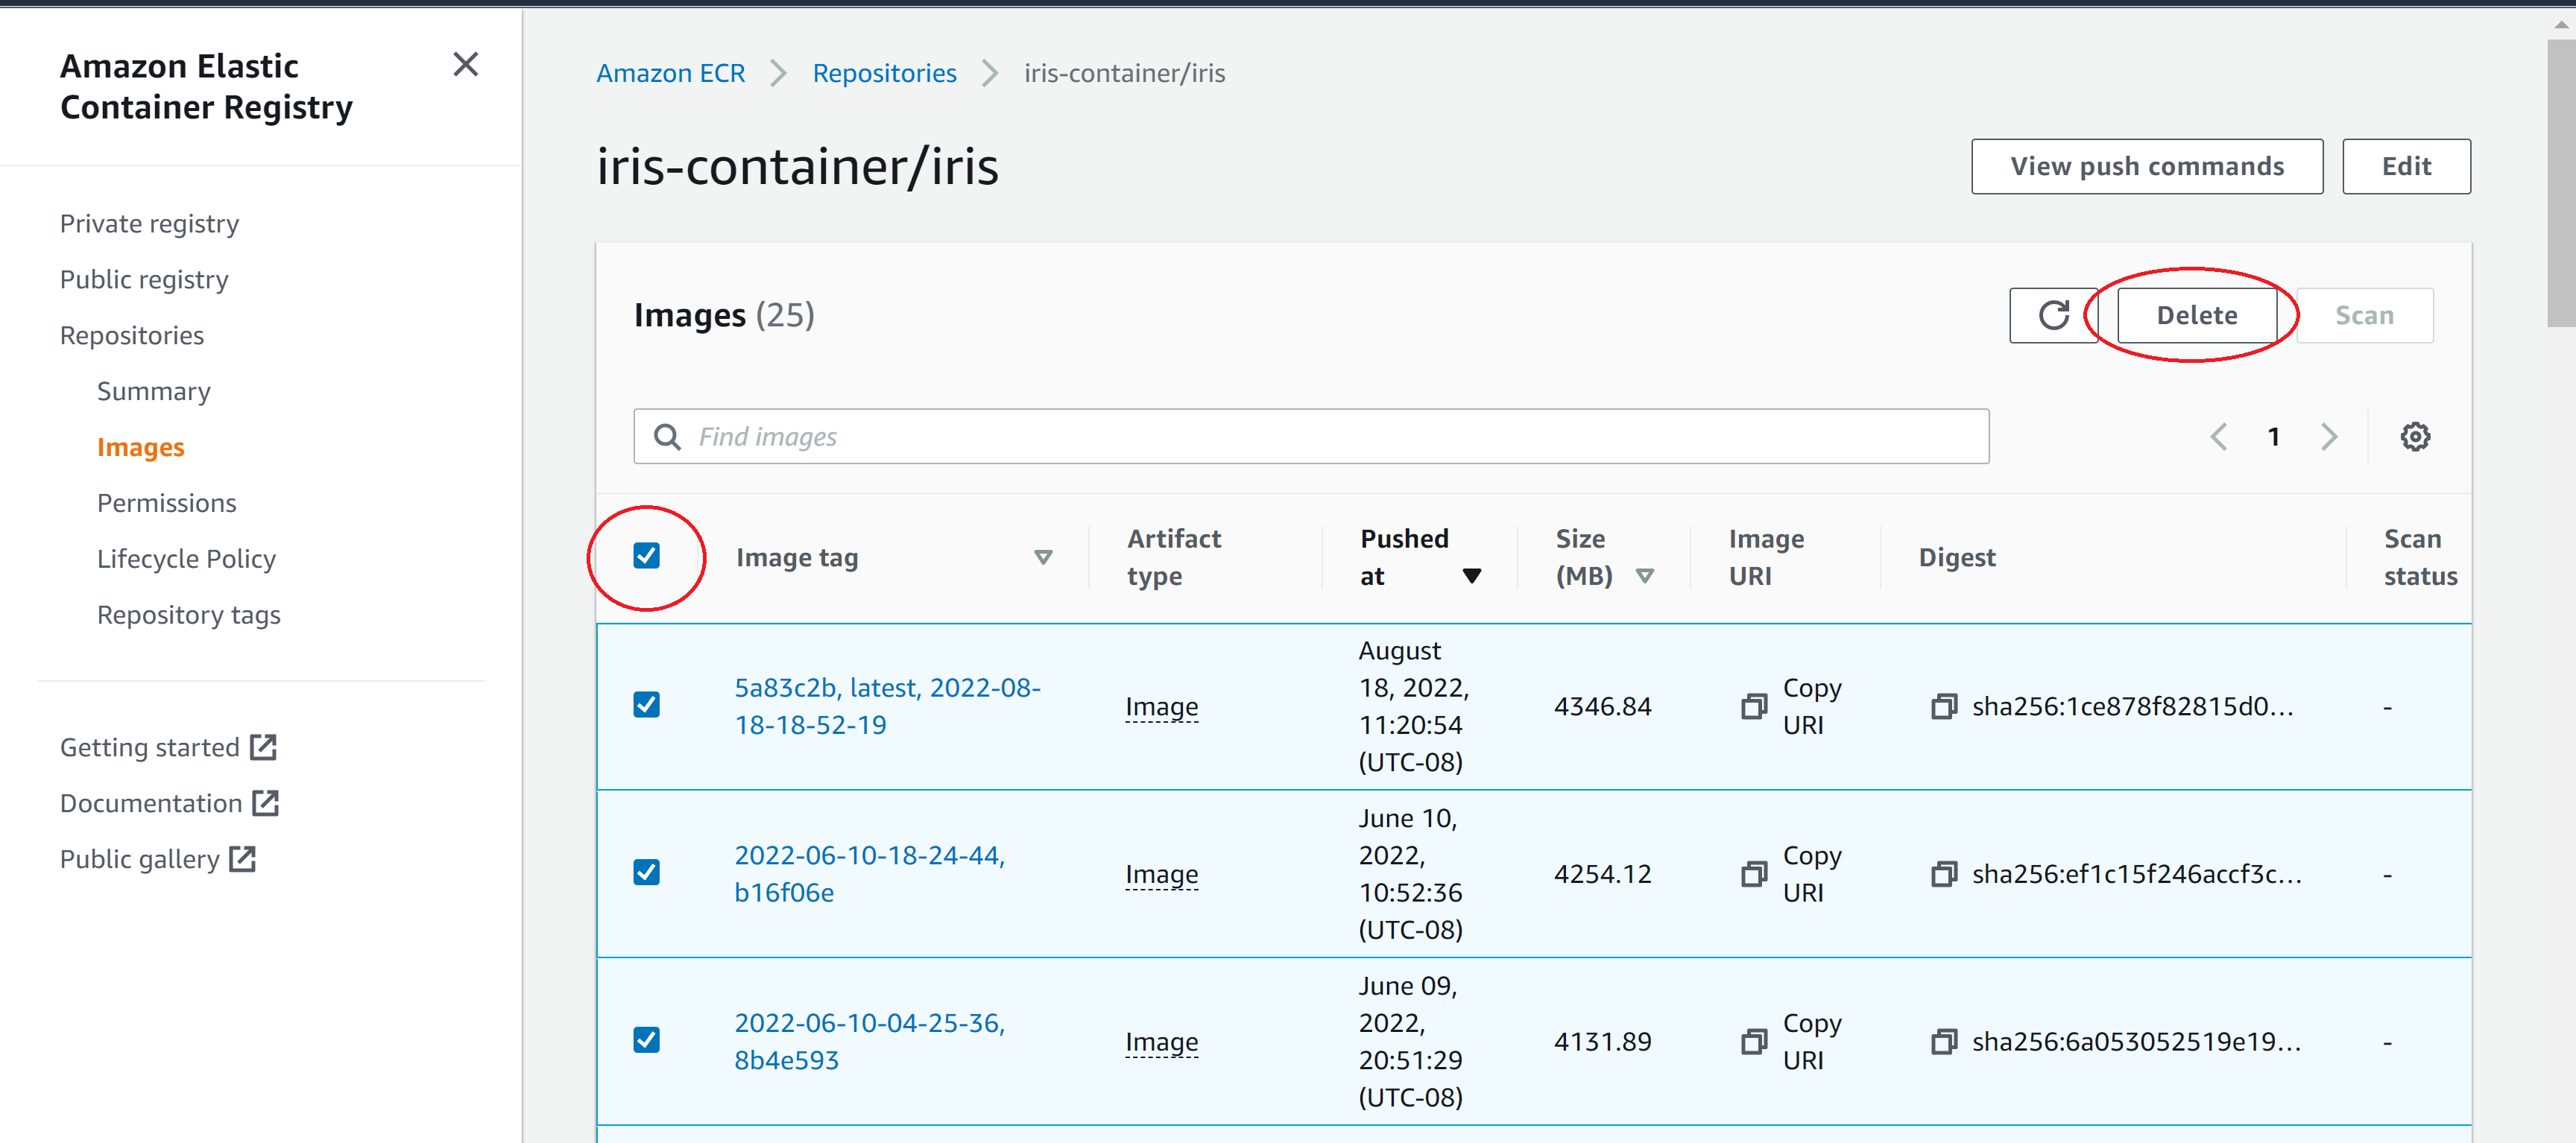 Amazon Elastic
Container Registry
Private registry
Public registry
Repositories
Summary
Images
Permissions
Lifecycle Policy
Repository tags
Getting started
Documentation
Public gallery
Amazon ECR
Repositories
iris-container/iris
iris-container/iris
View push commands
Edit
Images (25)
Delete
Scan
Find images
1
Image tag
Artifact
type
Pushed
at
Size
(MB)
Image
URI
Digest
Scan
status
5a83c2b, latest, 2022-08-
18-18-52-19
Image
August
18, 2022,
11:20:54
(UTC-08)
4346.84
Copy
URI
sha256:1ce878f82815d0...
-
2022-06-10-18-24-44,
b16f06e
Image
June 10,
2022,
10:52:36
(UTC-08)
4254.12
Copy
URI
sha256:ef1c15f246accf3c...
-
2022-06-10-04-25-36,
8b4e593
Image
June 09,
2022,
20:51:29
(UTC-08)
4131.89
Copy
URI
sha256:6a053052519e19...
-